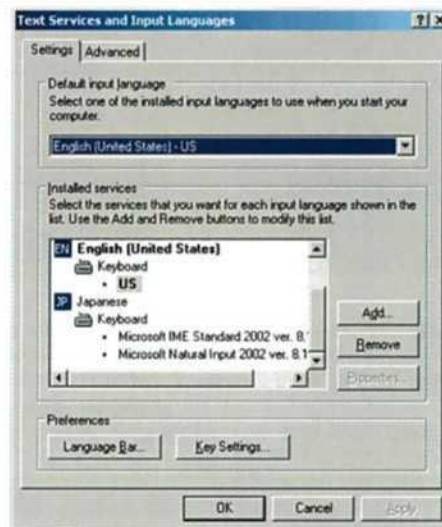 Text Services and Input Languages
Settings
Advanced
Default input language
Select one of the installed input languages to use when you start your
computer.
English (United States) - US
Installed services
Select the services that you want for each input language shown in the
list. Use the Add and Remove buttons to modify this list.
EN English (United States)
Keyboard
• US
JP Japanese
Keyboard
• Microsoft IME Standard 2002 ver. 8.
• Microsoft Natural Input 2002 ver. 8.1
Add...
Remove
Properties...
Preferences
Language Bar...
Key Settings...
OK
Cancel
Apply